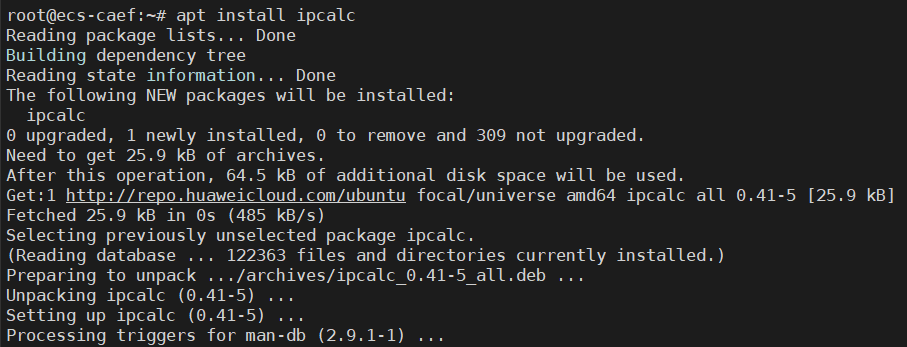 root@ecs-caef:~# apt install ipcalc
Reading package lists... Done
Building dependency tree
Reading state information... Done
The following NEW packages will be installed:
  ipcalc
0 upgraded, 1 newly installed, 0 to remove and 309 not upgraded.
Need to get 25.9 kB of archives.
After this operation, 64.5 kB of additional disk space will be used.
Get:1 http://repo.huaweicloud.com/ubuntu focal/universe amd64 ipcalc all 0.41-5 [25.9 kB]
Fetched 25.9 kB in 0s (485 kB/s)
Selecting previously unselected package ipcalc.
(Reading database ... 122363 files and directories currently installed.)
Preparing to unpack .../archives/ipcalc_0.41-5_all.deb ...
Unpacking ipcalc (0.41-5) ...
Setting up ipcalc (0.41-5) ...
Processing triggers for man-db (2.9.1-1) ...